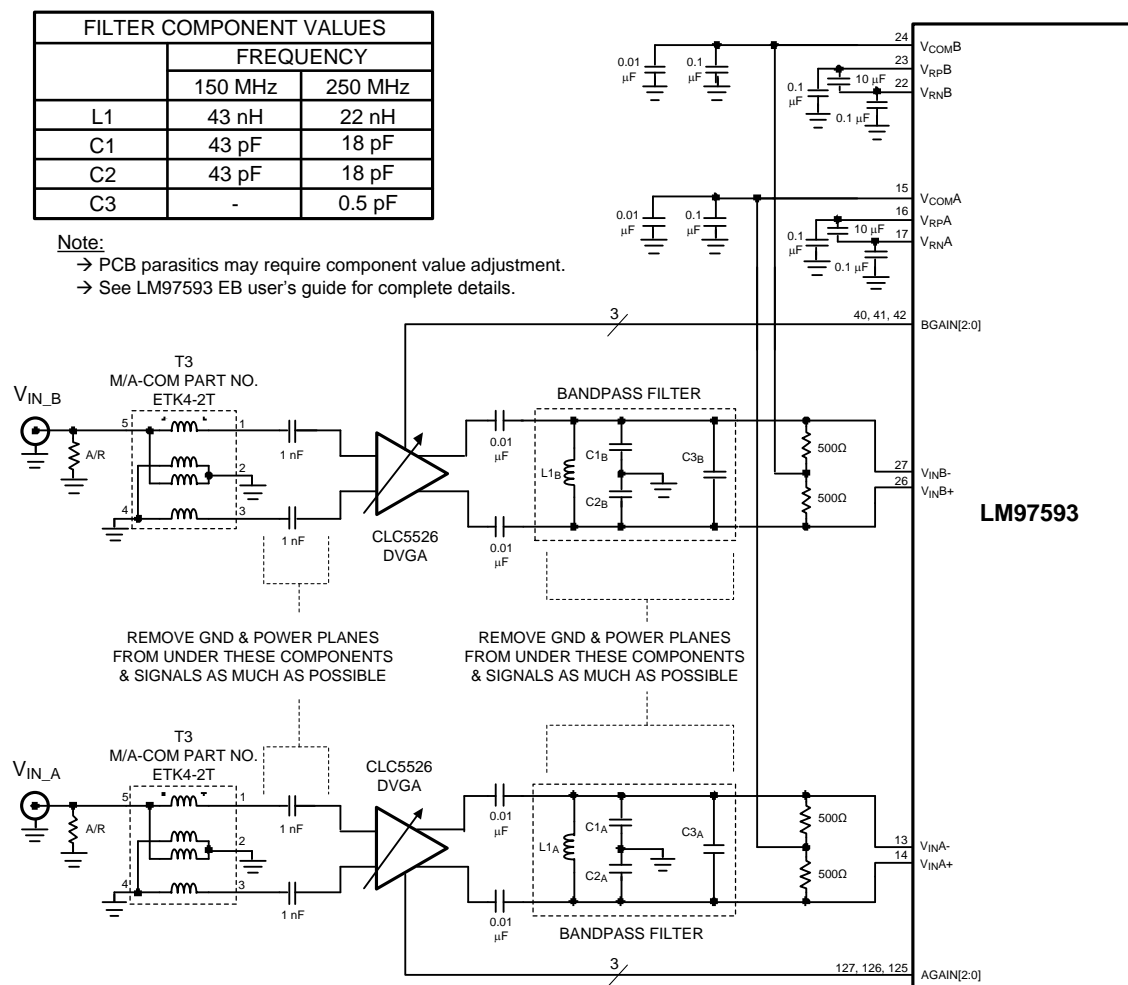 FILTER COMPONENT VALUES
FREQUENCY
150 MHz 250 MHz
L1 43 nH 22 nH
C1 43 pF 18 pF
C2 43 pF 18 pF
C3 - 0.5 pF
Note:
→ PCB parasitics may require component value adjustment.
→ See LM97593 EB user's guide for complete details.
0.01 µF
0.1 µF
24 VCOMB
23 VRPB
22 VRNB
0.1 µF
10 µF
0.1 µF
0.01 µF
0.1 µF
15 VCOMA
16 VRPA
17 VRNA
0.1 µF
10 µF
0.1 µF
3
40, 41, 42 BGAIN[2:0]
T3
M/A-COM PART NO.
ETK4-2T
VIN_B
A/R
5 1
2
4 3
1 nF
1 nF
CLC5526
DVGA
0.01 µF
0.01 µF
BANDPASS FILTER
L1B
C1B
C2B
C3B
500Ω
500Ω
27 VINB-
26 VINB+
LM97593
REMOVE GND & POWER PLANES
FROM UNDER THESE COMPONENTS
& SIGNALS AS MUCH AS POSSIBLE
REMOVE GND & POWER PLANES
FROM UNDER THESE COMPONENTS
& SIGNALS AS MUCH AS POSSIBLE
T3
M/A-COM PART NO.
ETK4-2T
VIN_A
A/R
5 1
2
4 3
1 nF
1 nF
CLC5526
DVGA
0.01 µF
0.01 µF
L1A
C1A
C2A
C3A
BANDPASS FILTER
500Ω
500Ω
13 VINA-
14 VINA+
3
127, 126, 125 AGAIN[2:0]